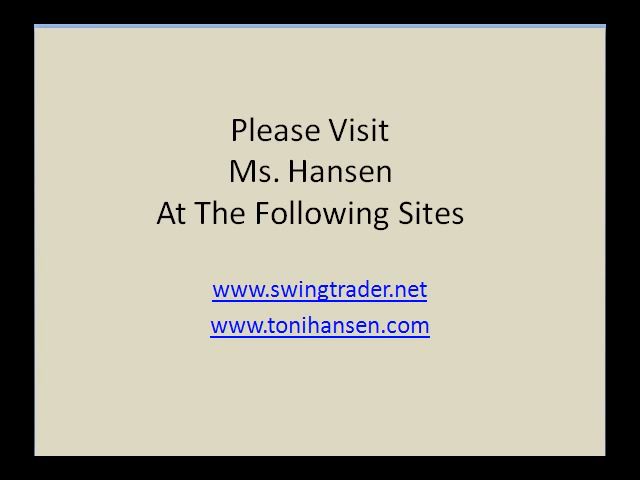 Please Visit
Ms. Hansen
At The Following Sites
www.swingtrader.net
www.tonihansen.com